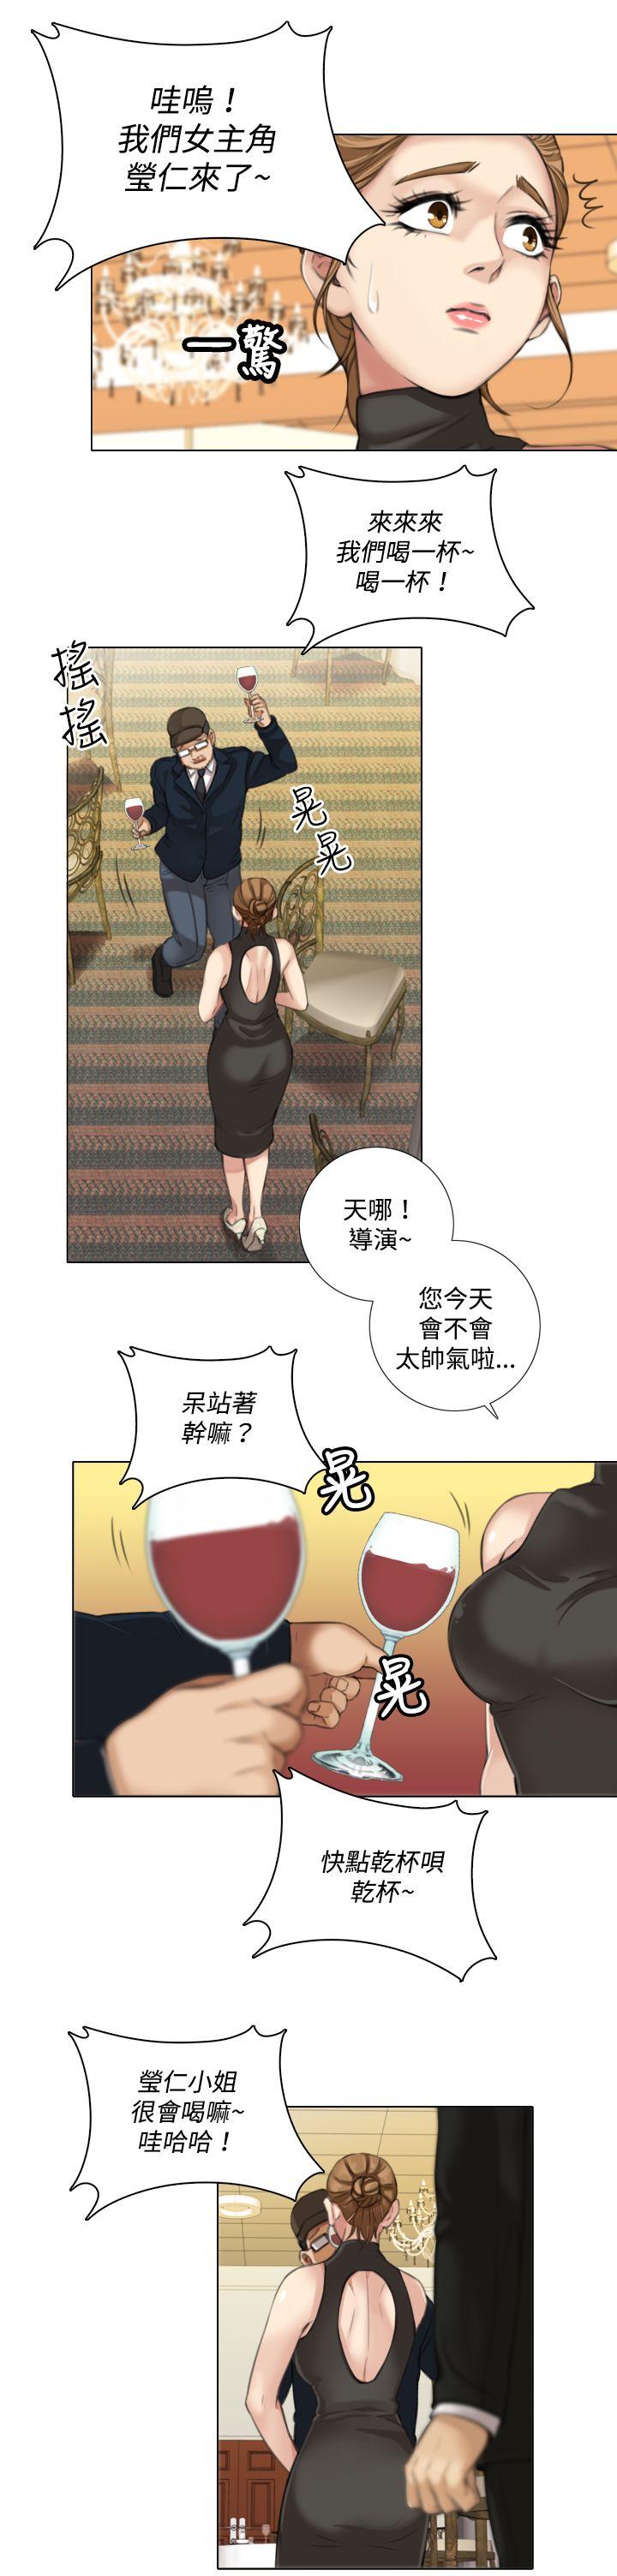 哇嗚！
我們女主角
瑩仁來了~
一驚
來來來
我們喝一杯~
喝一杯！
搖
搖
晃
晃
天哪！
導演~
您今天
會不會
太帥氣啦...
呆站著
幹嘛？
晃
晃
快點乾杯唄
乾杯~
瑩仁小姐
很會喝嘛~
哇哈哈！